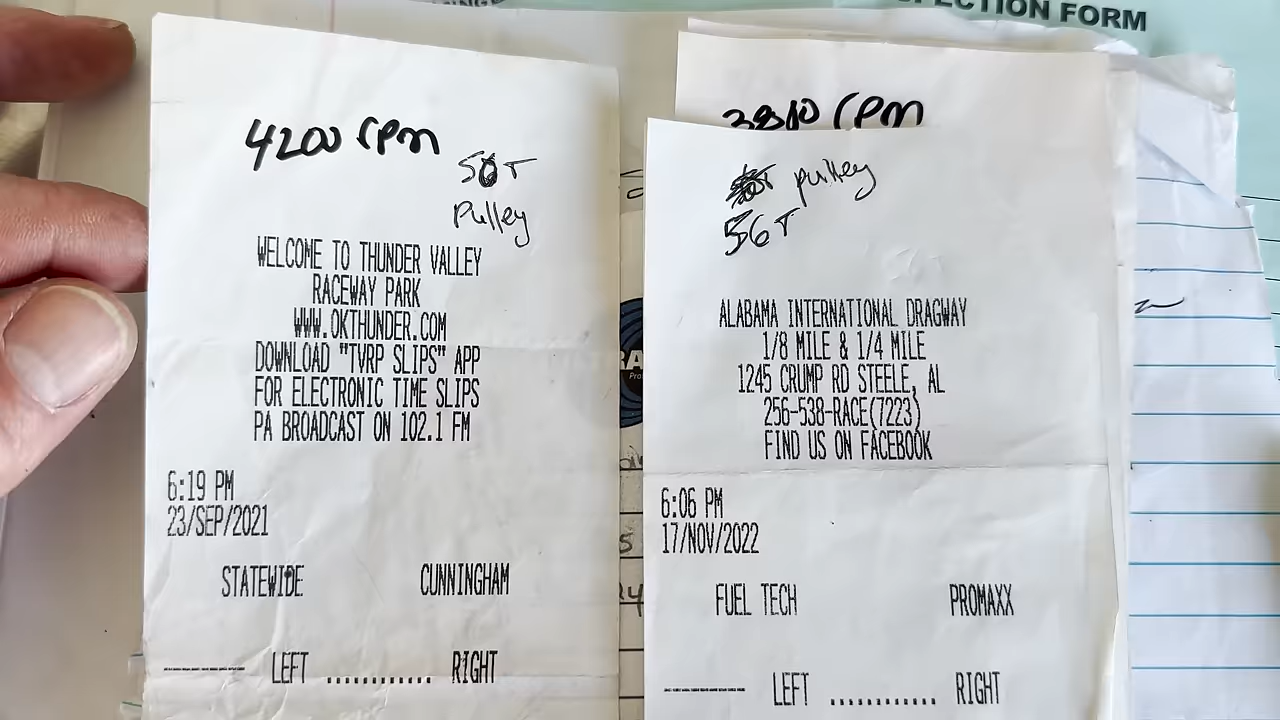 SPECTION FORM
4200 rpm
50T
Pulley
WELCOME TO THUNDER VALLEY
RACEWAY PARK
WWW.OKTHUNDER.COM
DOWNLOAD "TVRP SLIPS" APP
FOR ELECTRONIC TIME SLIPS
PA BROADCAST ON 102.1 FM
6:19 PM
23/SEP/2021
STATEWIDE CUNNINGHAM
LEFT ............ RIGHT
rpm
pulley
56T
ALABAMA INTERNATIONAL DRAGWAY
1/8 MILE & 1/4 MILE
1245 CRUMP RD STEELE, AL
256-538-RACE(7223)
FIND US ON FACEBOOK
6:06 PM
17/NOV/2022
FUEL TECH PROMAXX
LEFT ............ RIGHT